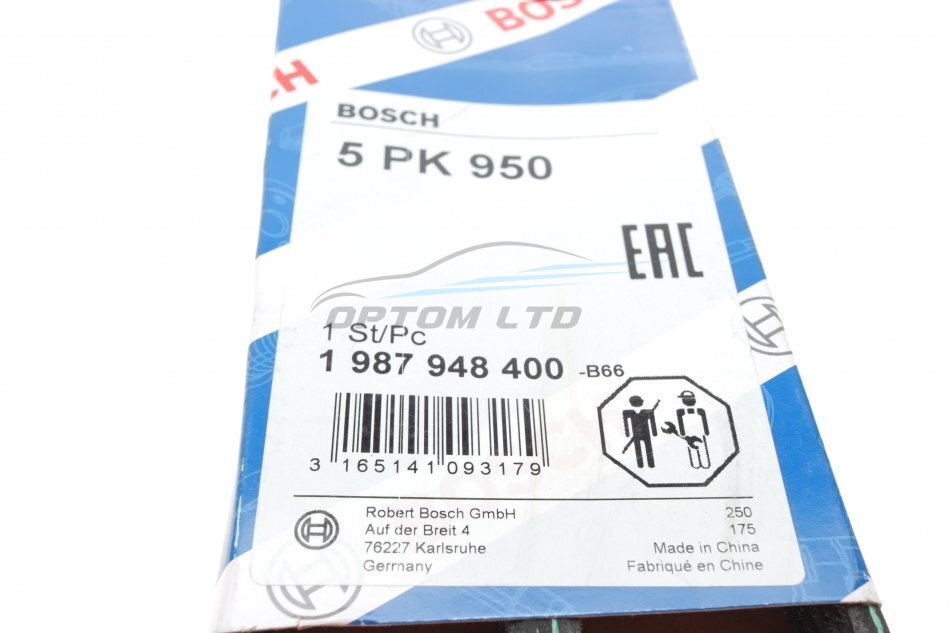 BOSCH
SCH
BOSCH
5 PK 950
EAC
OPTOM LTD
1 St/Pc
1 987 948 400 -B66
3 165141 093179
Robert Bosch GmbH 250
Auf der Breit 4 175
76227 Karlsruhe Made in China
Germany Fabriqué en Chine